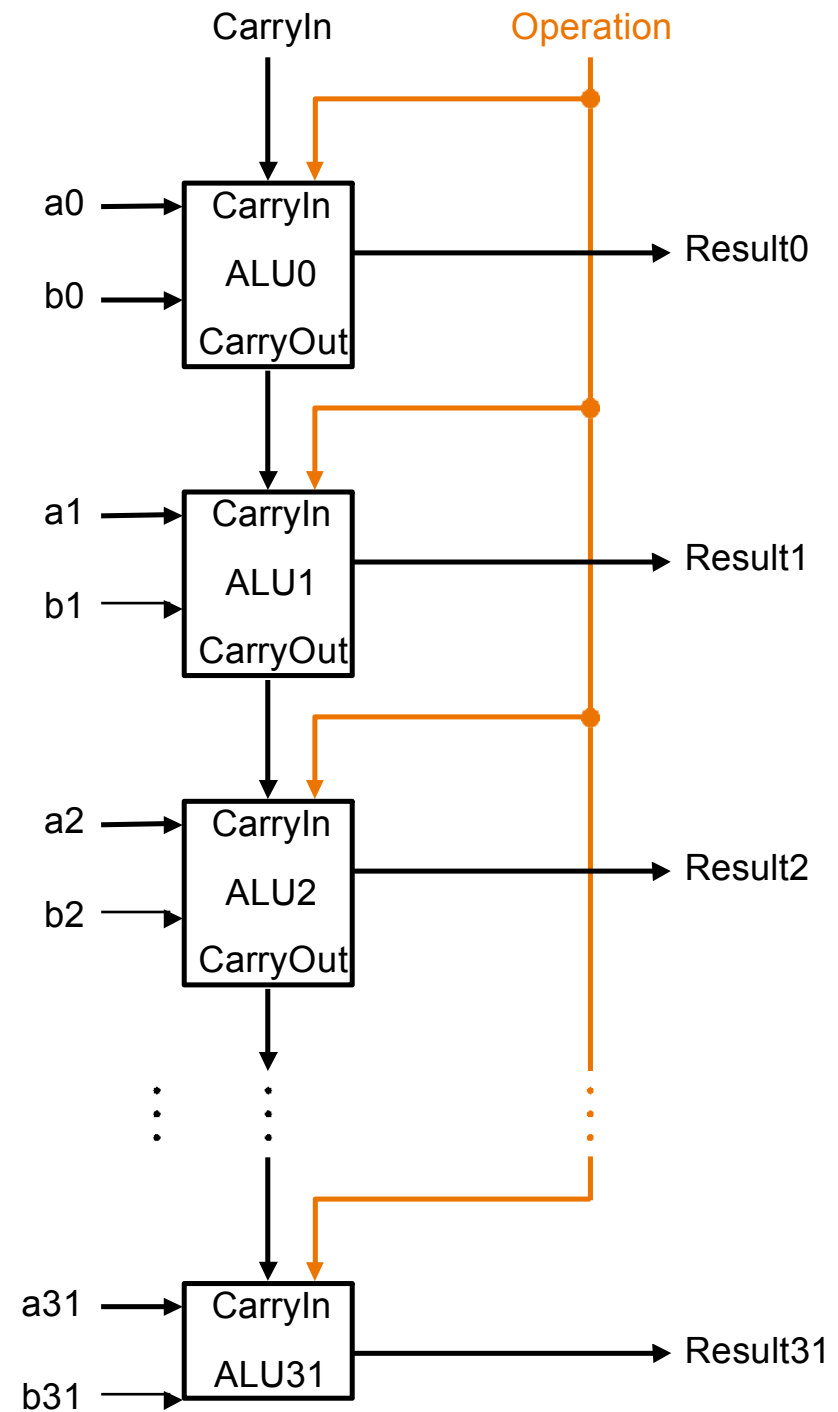 CarryIn Operation
a0 CarryIn
ALU0 Result0
b0
CarryOut
a1 CarryIn
ALU1 Result1
b1
CarryOut
a2 CarryIn
ALU2 Result2
b2
CarryOut
a31 CarryIn
ALU31 Result31
b31